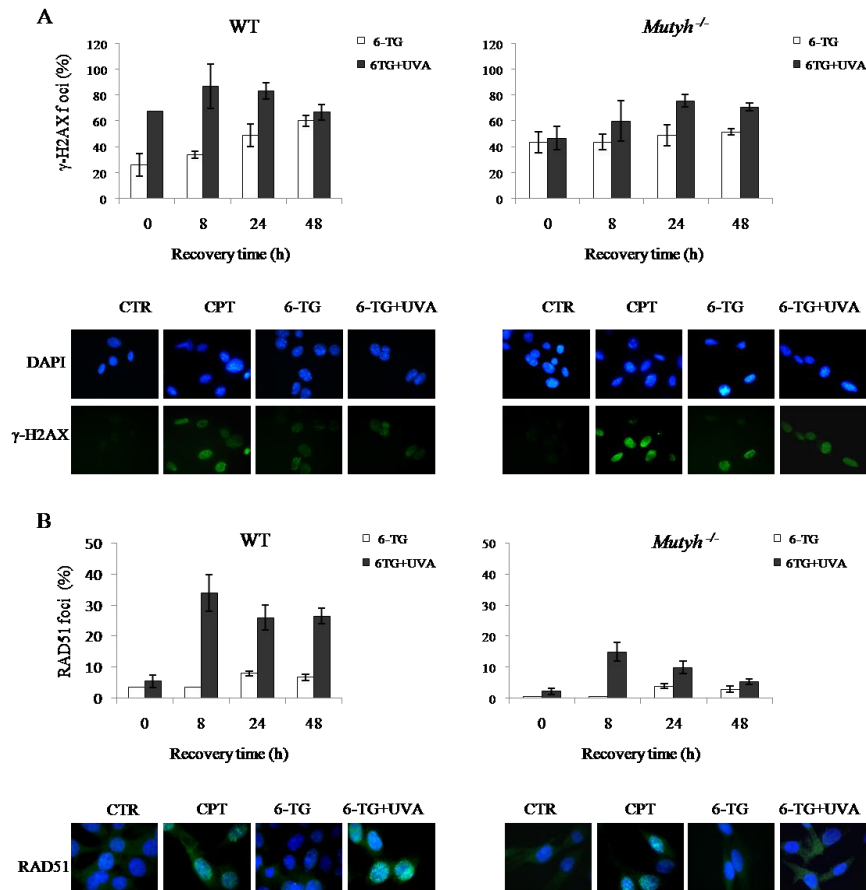 A
WT
Mutyh -/-
6-TG
6TG+UVA
6-TG
6TG+UVA
γ-H2AX foci (%)
120
100
80
60
40
20
0
0 8 24 48
Recovery time (h)
120
100
80
60
40
20
0
0 8 24 48
Recovery time (h)
CTR CPT 6-TG 6-TG+UVA
CTR CPT 6-TG 6-TG+UVA
DAPI
γ-H2AX
B
WT
Mutyh -/-
6-TG
6TG+UVA
6-TG
6TG+UVA
RAD51 foci (%)
50
40
30
20
10
0
0 8 24 48
Recovery time (h)
50
40
30
20
10
0
0 8 24 48
Recovery time (h)
CTR CPT 6-TG 6-TG+UVA
CTR CPT 6-TG 6-TG+UVA
RAD51